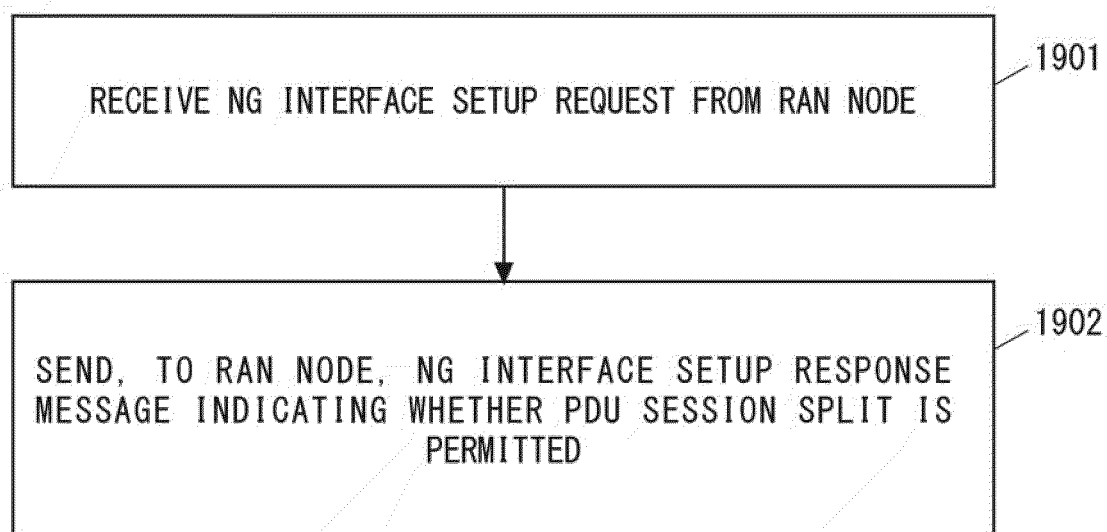 RECEIVE NG INTERFACE SETUP REQUEST FROM RAN NODE
1901
SEND, TO RAN NODE, NG INTERFACE SETUP RESPONSE
MESSAGE INDICATING WHETHER PDU SESSION SPLIT IS
PERMITTED
1902